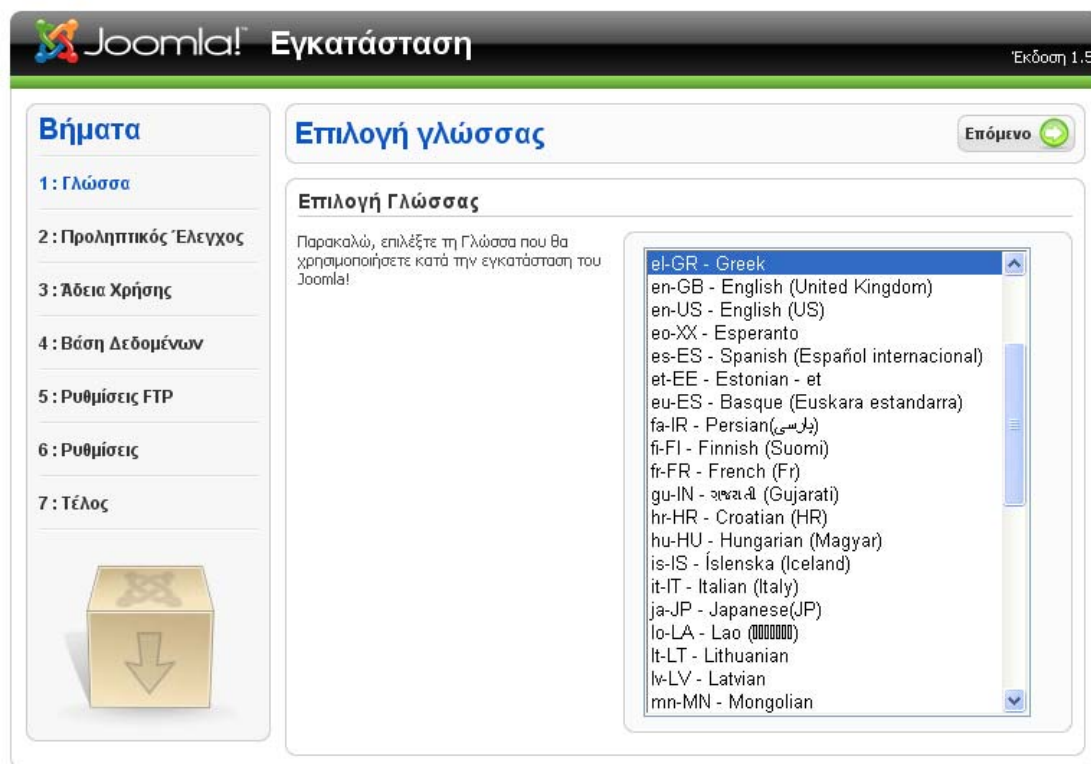 Joomla! Εγκατάσταση
Έκδοση 1.5
Βήματα
1 : Γλώσσα
2 : Προληπτικός Έλεγχος
3 : Άδεια Χρήσης
4 : Βάση Δεδομένων
5 : Ρυθμίσεις FTP
6 : Ρυθμίσεις
7 : Τέλος
Επιλογή γλώσσας
Επόμενο
Επιλογή Γλώσσας
Παρακαλώ, επιλέξτε τη Γλώσσα που θα
χρησιμοποιήσετε κατά την εγκατάσταση του
Joomla!
el-GR - Greek
en-GB - English (United Kingdom)
en-US - English (US)
eo-XX - Esperanto
es-ES - Spanish (Español internacional)
et-EE - Estonian - et
eu-ES - Basque (Euskara estandarra)
fa-IR - Persian(پارسی)
fi-FI - Finnish (Suomi)
fr-FR - French (Fr)
gu-IN - ગુજરાતી (Gujarati)
hr-HR - Croatian (HR)
hu-HU - Hungarian (Magyar)
is-IS - Íslenska (Iceland)
it-IT - Italian (Italy)
ja-JP - Japanese(JP)
lo-LA - Lao ()
lt-LT - Lithuanian
lv-LV - Latvian
mn-MN - Mongolian